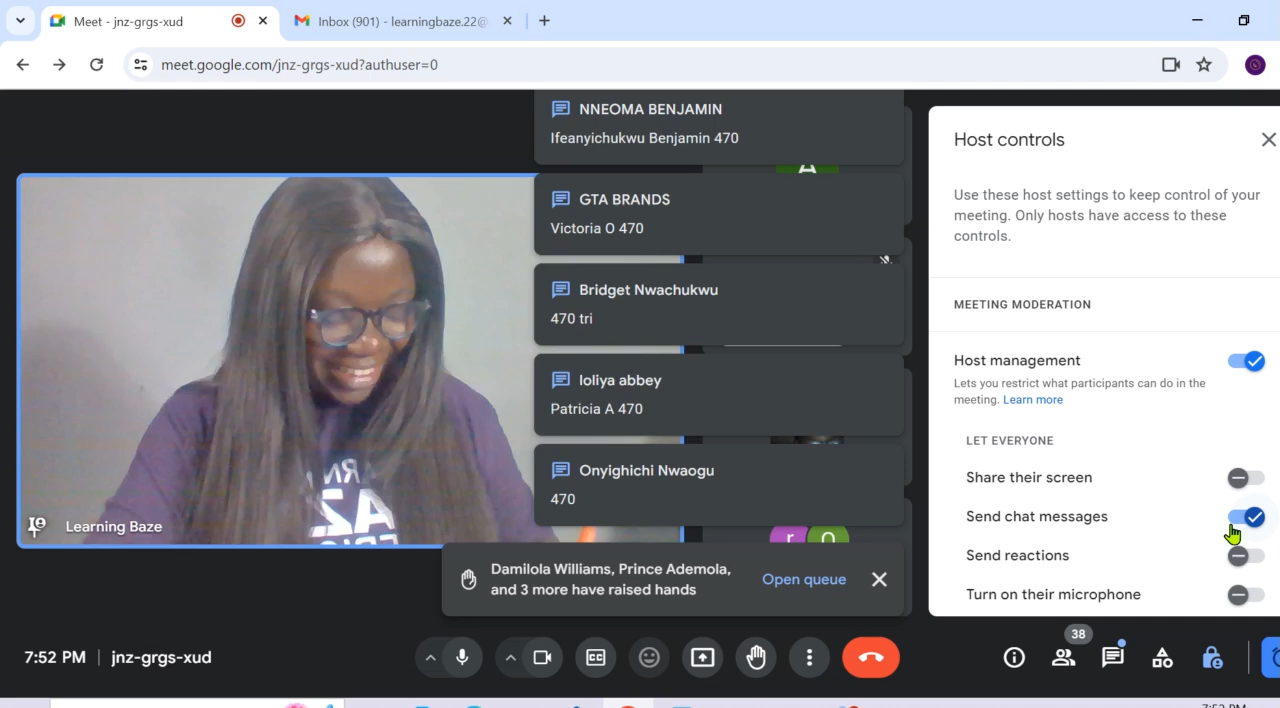 Meet - jnz-grgs-xud
Inbox (901) - learningbaze.22@
meet.google.com/jnz-grgs-xud?authuser=0
NNEOMA BENJAMIN
Ifeanyichukwu Benjamin 470
GTA BRANDS
Victoria O 470
Bridget Nwachukwu
470 tri
Ioliya abbey
Patricia A 470
Onyighichi Nwaogu
470
Damilola Williams, Prince Ademola,
and 3 more have raised hands
Open queue
Learning Baze
A
r
O
Host controls
Use these host settings to keep control of your
meeting. Only hosts have access to these
controls.
MEETING MODERATION
Host management
Lets you restrict what participants can do in the
meeting. Learn more
LET EVERYONE
Share their screen
Send chat messages
Send reactions
Turn on their microphone
7:52 PM | jnz-grgs-xud
38
7:52 PM